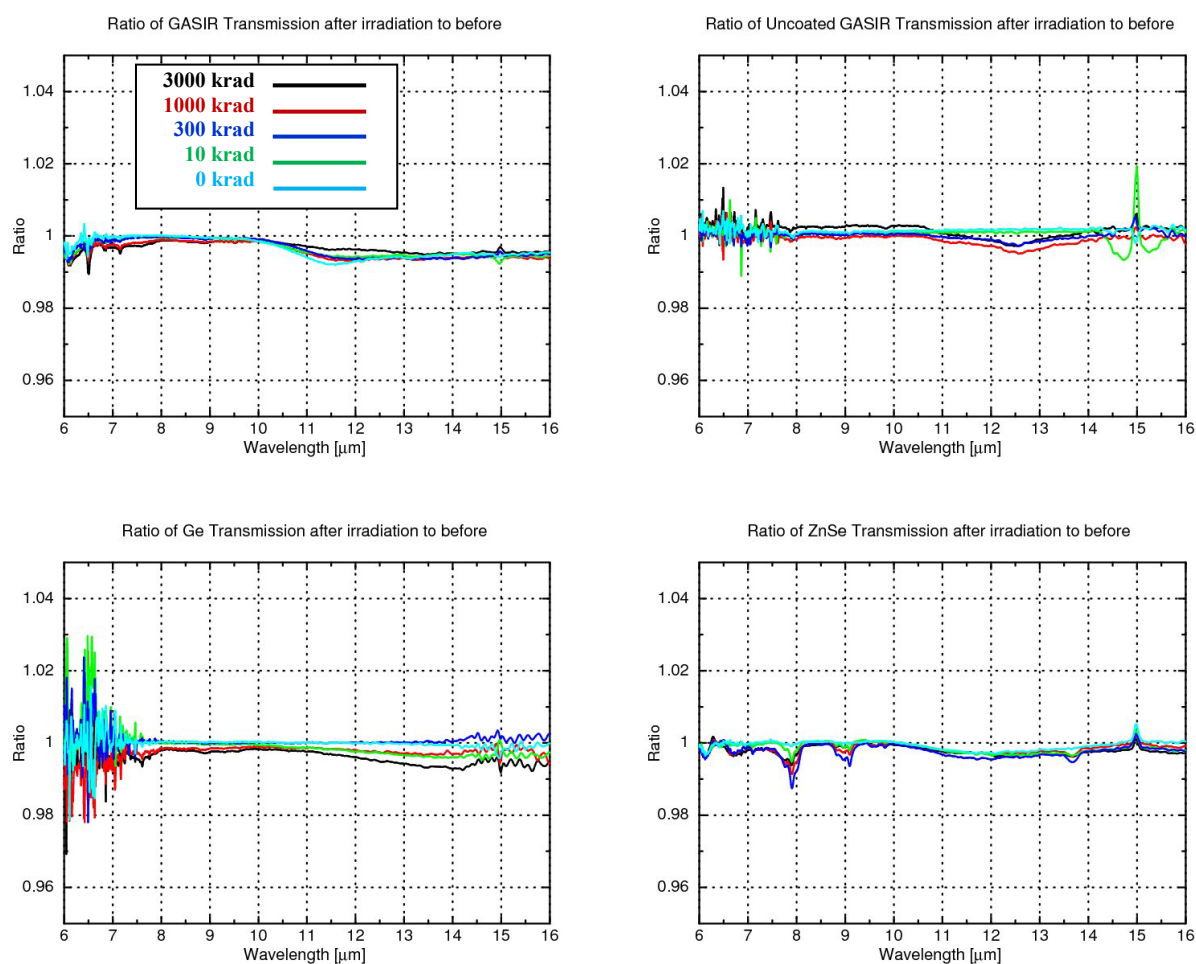 Ratio of GASIR Transmission after irradiation to before
1.04
1.02
1
0.98
0.96
Ratio
3000 krad
1000 krad
300 krad
10 krad
0 krad
6 7 8 9 10 11 12 13 14 15 16
Wavelength [μm]
Ratio of Uncoated GASIR Transmission after irradiation to before
1.04
1.02
1
0.98
0.96
Ratio
6 7 8 9 10 11 12 13 14 15 16
Wavelength [μm]
Ratio of Ge Transmission after irradiation to before
1.04
1.02
1
0.98
0.96
Ratio
6 7 8 9 10 11 12 13 14 15 16
Wavelength [μm]
Ratio of ZnSe Transmission after irradiation to before
1.04
1.02
1
0.98
0.96
Ratio
6 7 8 9 10 11 12 13 14 15 16
Wavelength [μm]